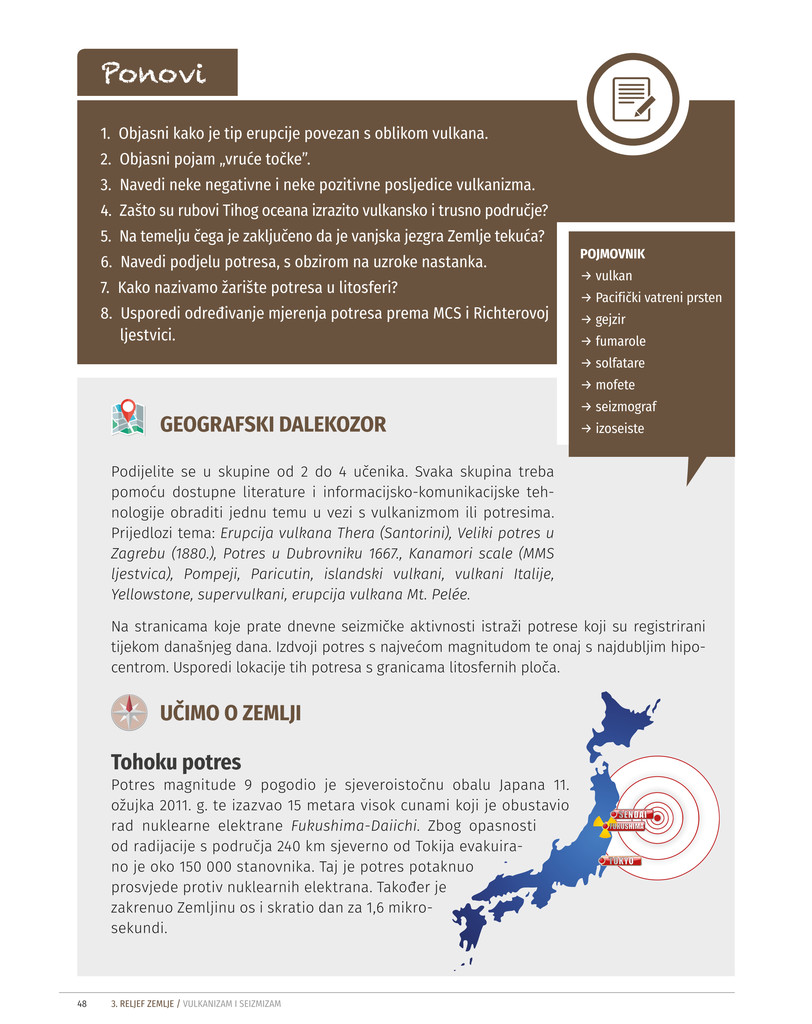 Ponovi
1. Objasni kako je tip erupcije povezan s oblikom vulkana.
2. Objasni pojam „vruće točke”.
3. Navedi neke negativne i neke pozitivne posljedice vulkanizma.
4. Zašto su rubovi Tihog oceana izrazito vulkansko i trusno područje?
5. Na temelju čega je zaključeno da je vanjska jezgra Zemlje tekuća?
6. Navedi podjelu potresa, s obzirom na uzroke nastanka.
7. Kako nazivamo žarište potresa u litosferi?
8. Usporedi određivanje mjerenja potresa prema MCS i Richterovoj
ljestvici.
POJMOVNIK
→ vulkan
→ Pacifički vatreni prsten
→ gejzir
→ fumarole
→ solfatare
→ mofete
→ seizmograf
→ izoseiste
GEOGRAFSKI DALEKOZOR
Podijelite se u skupine od 2 do 4 učenika. Svaka skupina treba
pomoću dostupne literature i informacijsko-komunikacijske teh-
nologije obraditi jednu temu u vezi s vulkanizmom ili potresima.
Prijedlozi tema: Erupcija vulkana Thera (Santorini), Veliki potres u
Zagrebu (1880.), Potres u Dubrovniku 1667., Kanamori scale (MMS
ljestvica), Pompeji, Paricutin, islandski vulkani, vulkani Italije,
Yellowstone, supervulkani, erupcija vulkana Mt. Pelée.
Na stranicama koje prate dnevne seizmičke aktivnosti istraži potrese koji su registrirani
tijekom današnjeg dana. Izdvoji potres s najvećom magnitudom te onaj s najdubljim hipo-
centrom. Usporedi lokacije tih potresa s granicama litosfernih ploča.
UČIMO O ZEMLJI
Tohoku potres
Potres magnitude 9 pogodio je sjeveroistočnu obalu Japana 11.
ožujka 2011. g. te izazvao 15 metara visok cunami koji je obustavio
rad nuklearne elektrane Fukushima-Daiichi. Zbog opasnosti
od radijacije s područja 240 km sjeverno od Tokija evakuira-
no je oko 150 000 stanovnika. Taj je potres potaknuo
prosvjede protiv nuklearnih elektrana. Također je
zakrenuo Zemljinu os i skratio dan za 1,6 mikro-
sekundi.
SENDAI
FUKUSHIMA
TOKYO
48 3. RELJEF ZEMLJE / VULKANIZAM I SEIZMIZAM